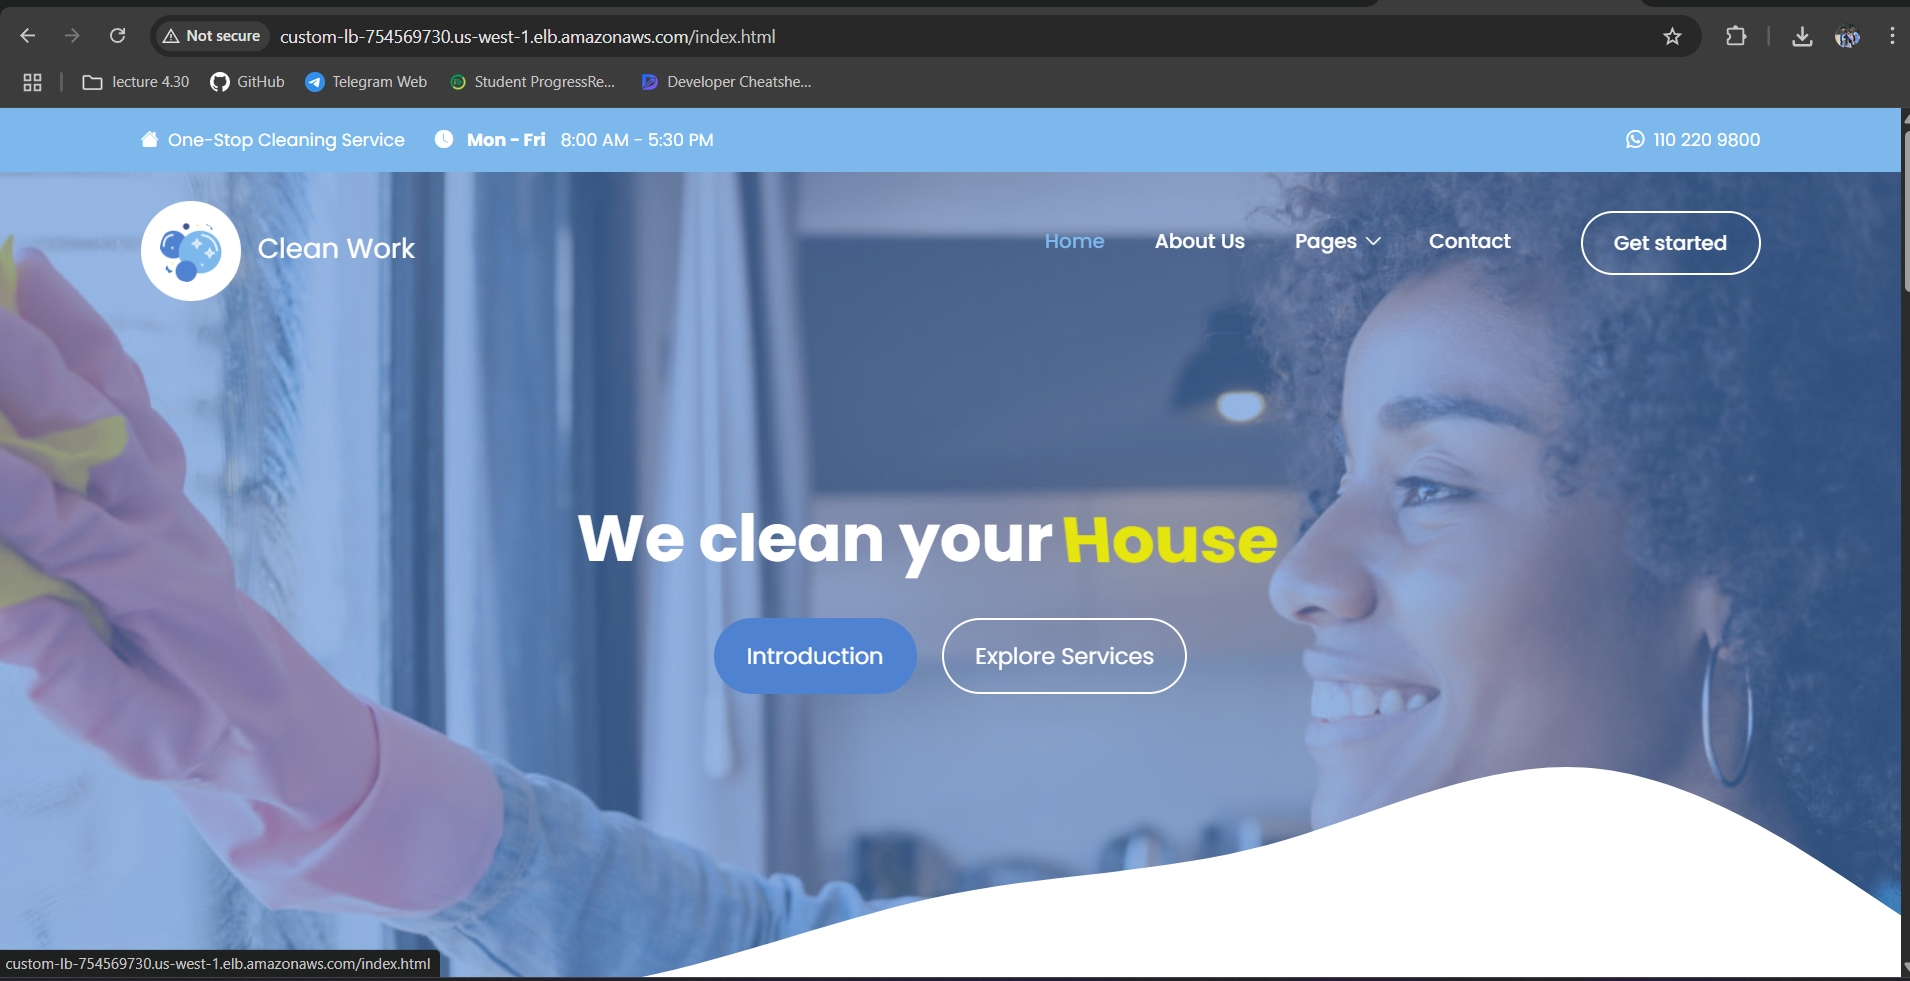 Not secure
custom-lb-754569730.us-west-1.elb.amazonaws.com/index.html
lecture 4.30
GitHub
Telegram Web
Student ProgressRe...
Developer Cheatshe...
One-Stop Cleaning Service
Mon - Fri 8:00 AM - 5:30 PM
110 220 9800
Clean Work
Home
About Us
Pages
Contact
Get started
We clean your House
Introduction
Explore Services
custom-lb-754569730.us-west-1.elb.amazonaws.com/index.html